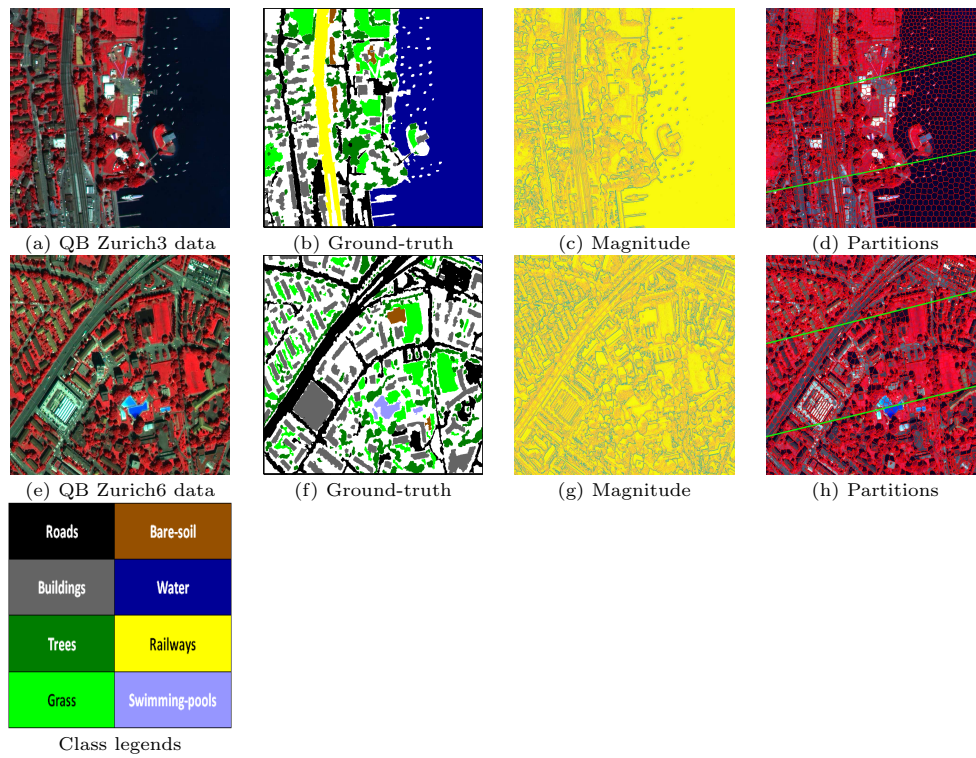 (a) QB Zurich3 data
(b) Ground-truth
(c) Magnitude
(d) Partitions
(e) QB Zurich6 data
(f) Ground-truth
(g) Magnitude
(h) Partitions
Roads
Bare-soil
Buildings
Water
Trees
Railways
Grass
Swimming-pools
Class legends